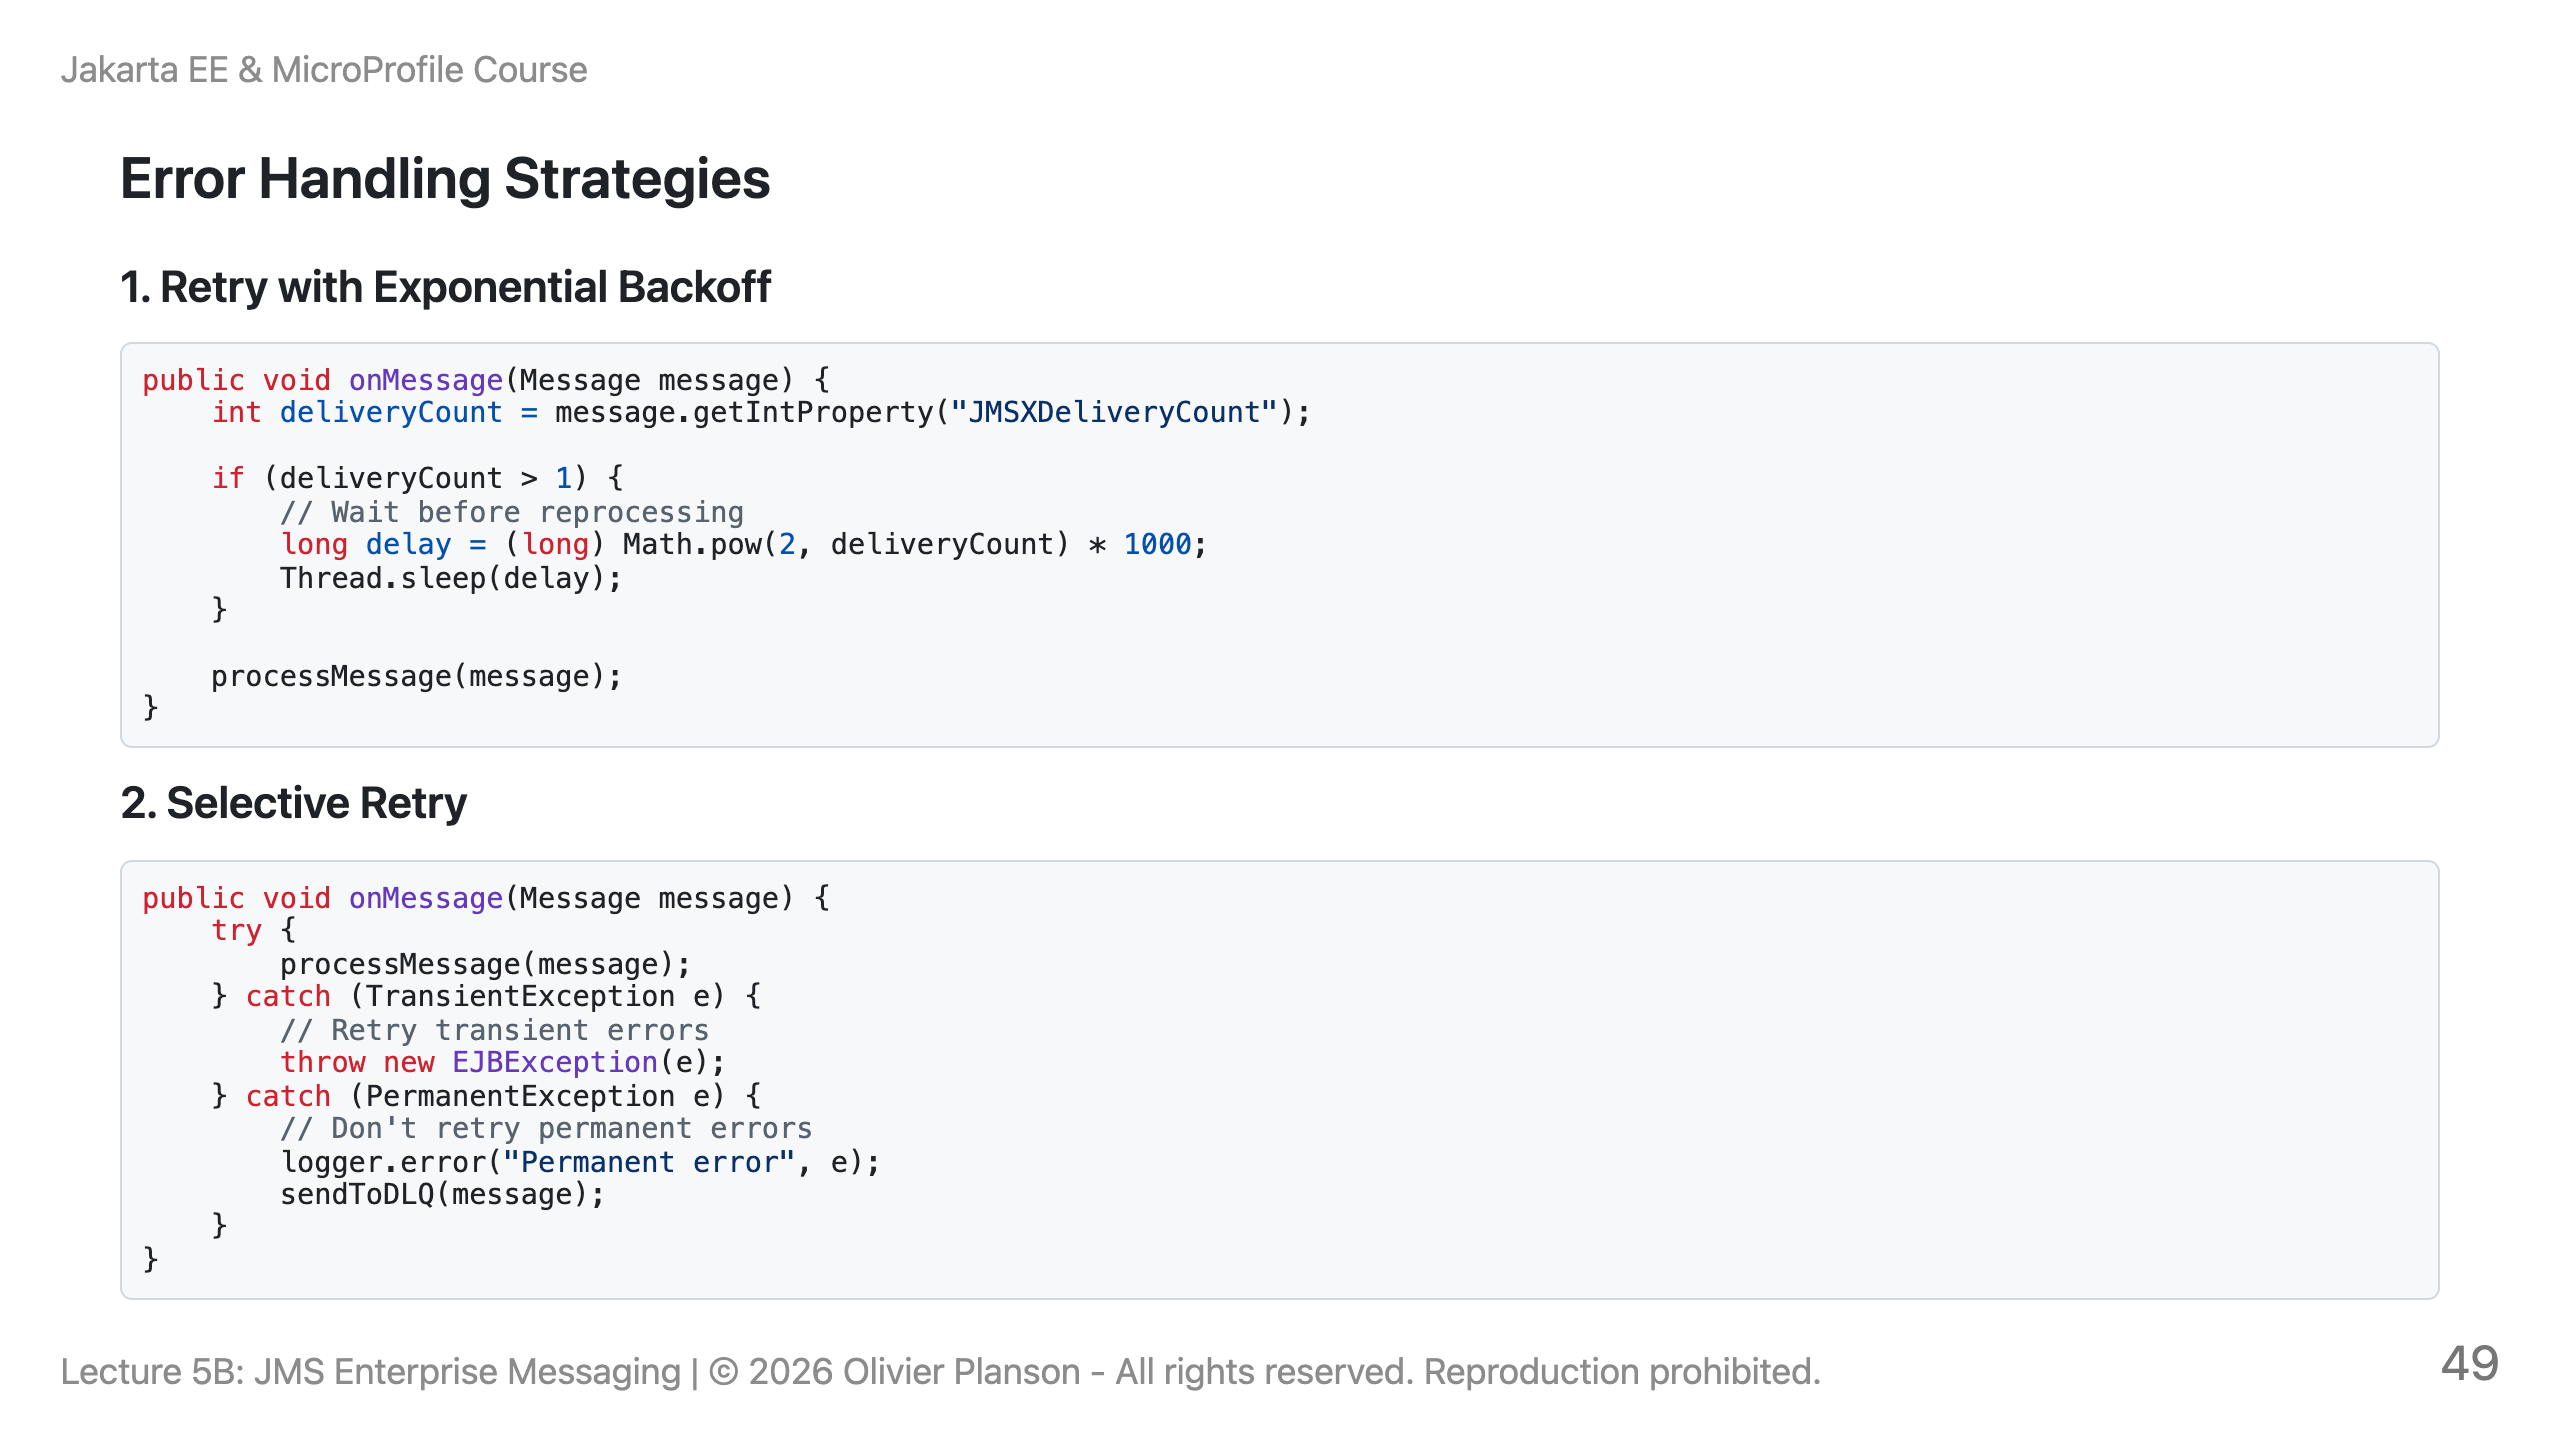 Jakarta EE & MicroProfile Course
Error Handling Strategies
1. Retry with Exponential Backoff
public void onMessage(Message message) {
    int deliveryCount = message.getIntProperty("JMSXDeliveryCount");

    if (deliveryCount > 1) {
        // Wait before reprocessing
        long delay = (long) Math.pow(2, deliveryCount) * 1000;
        Thread.sleep(delay);
    }

    processMessage(message);
}
2. Selective Retry
public void onMessage(Message message) {
    try {
        processMessage(message);
    } catch (TransientException e) {
        // Retry transient errors
        throw new EJBException(e);
    } catch (PermanentException e) {
        // Don't retry permanent errors
        logger.error("Permanent error", e);
        sendToDLQ(message);
    }
}
Lecture 5B: JMS Enterprise Messaging | © 2026 Olivier Planson - All rights reserved. Reproduction prohibited.
49